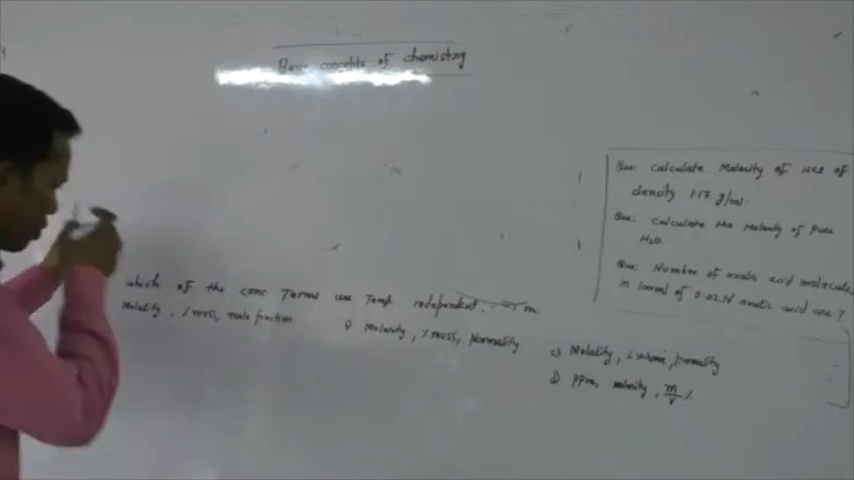 Basic concepts of chemistry
Que: Calculate Molarity of HCl of
density 1.17 g/ml.
Que: Calculate the Molarity of Pure
H2O.
Que: Number of oxalic acid molecules
in 100ml of 0.02N oxalic acid are?
which of the conc Terms are Temp independent.
Molality, % mass, mole fraction
Molarity, % mass, Normality
c) Molality, % volume, Normality
d) PPm, molarity, m/v %